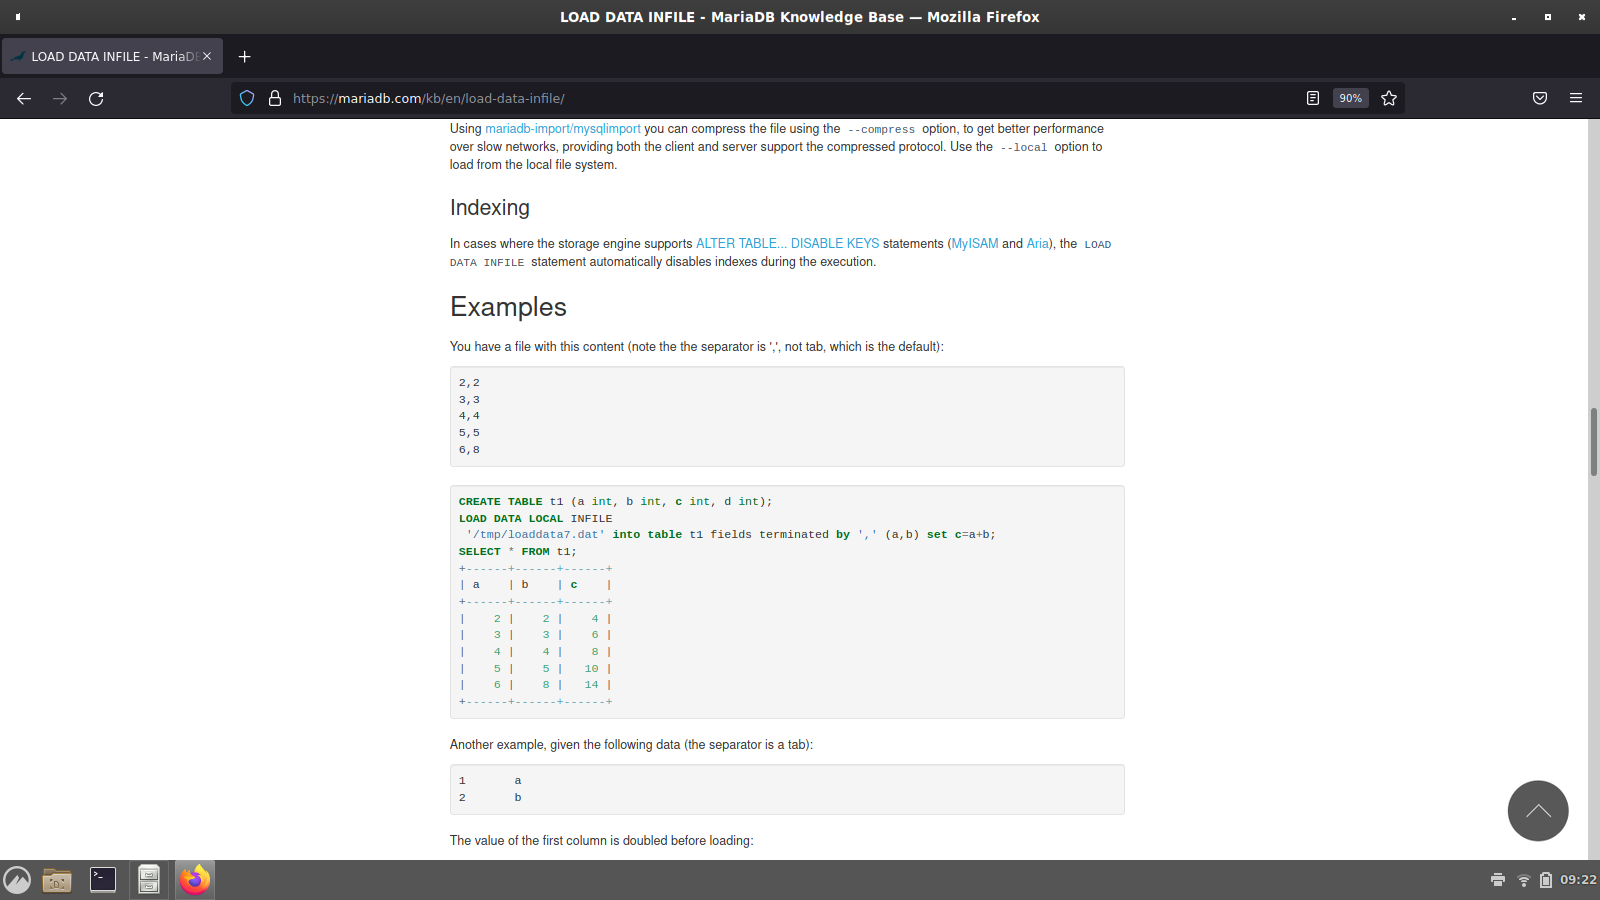 LOAD DATA INFILE - MariaDB Knowledge Base — Mozilla Firefox
LOAD DATA INFILE - MariaDB
https://mariadb.com/kb/en/load-data-infile/
90%
Using mariadb-import/mysqlimport you can compress the file using the --compress option, to get better performance
over slow networks, providing both the client and server support the compressed protocol. Use the --local option to
load from the local file system.
Indexing
In cases where the storage engine supports ALTER TABLE... DISABLE KEYS statements (MyISAM and Aria), the LOAD
DATA INFILE statement automatically disables indexes during the execution.
Examples
You have a file with this content (note the the separator is ',', not tab, which is the default):
2,2
3,3
4,4
5,5
6,8
CREATE TABLE t1 (a int, b int, c int, d int);
LOAD DATA LOCAL INFILE
 '/tmp/loaddata7.dat' into table t1 fields terminated by ',' (a,b) set c=a+b;
SELECT * FROM t1;
+------+------+------+
| a    | b    | c    |
+------+------+------+
|    2 |    2 |    4 |
|    3 |    3 |    6 |
|    4 |    4 |    8 |
|    5 |    5 |   10 |
|    6 |    8 |   14 |
+------+------+------+
Another example, given the following data (the separator is a tab):
1       a
2       b
The value of the first column is doubled before loading:
09:22